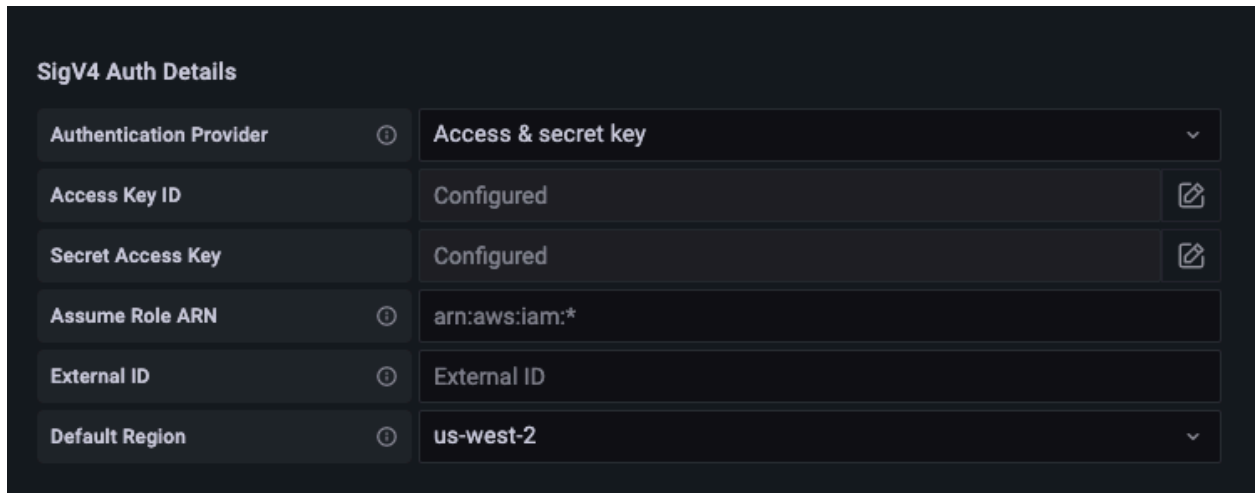 SigV4 Auth Details
Authentication Provider Access & secret key
Access Key ID Configured
Secret Access Key Configured
Assume Role ARN arn:aws:iam:*
External ID External ID
Default Region us-west-2